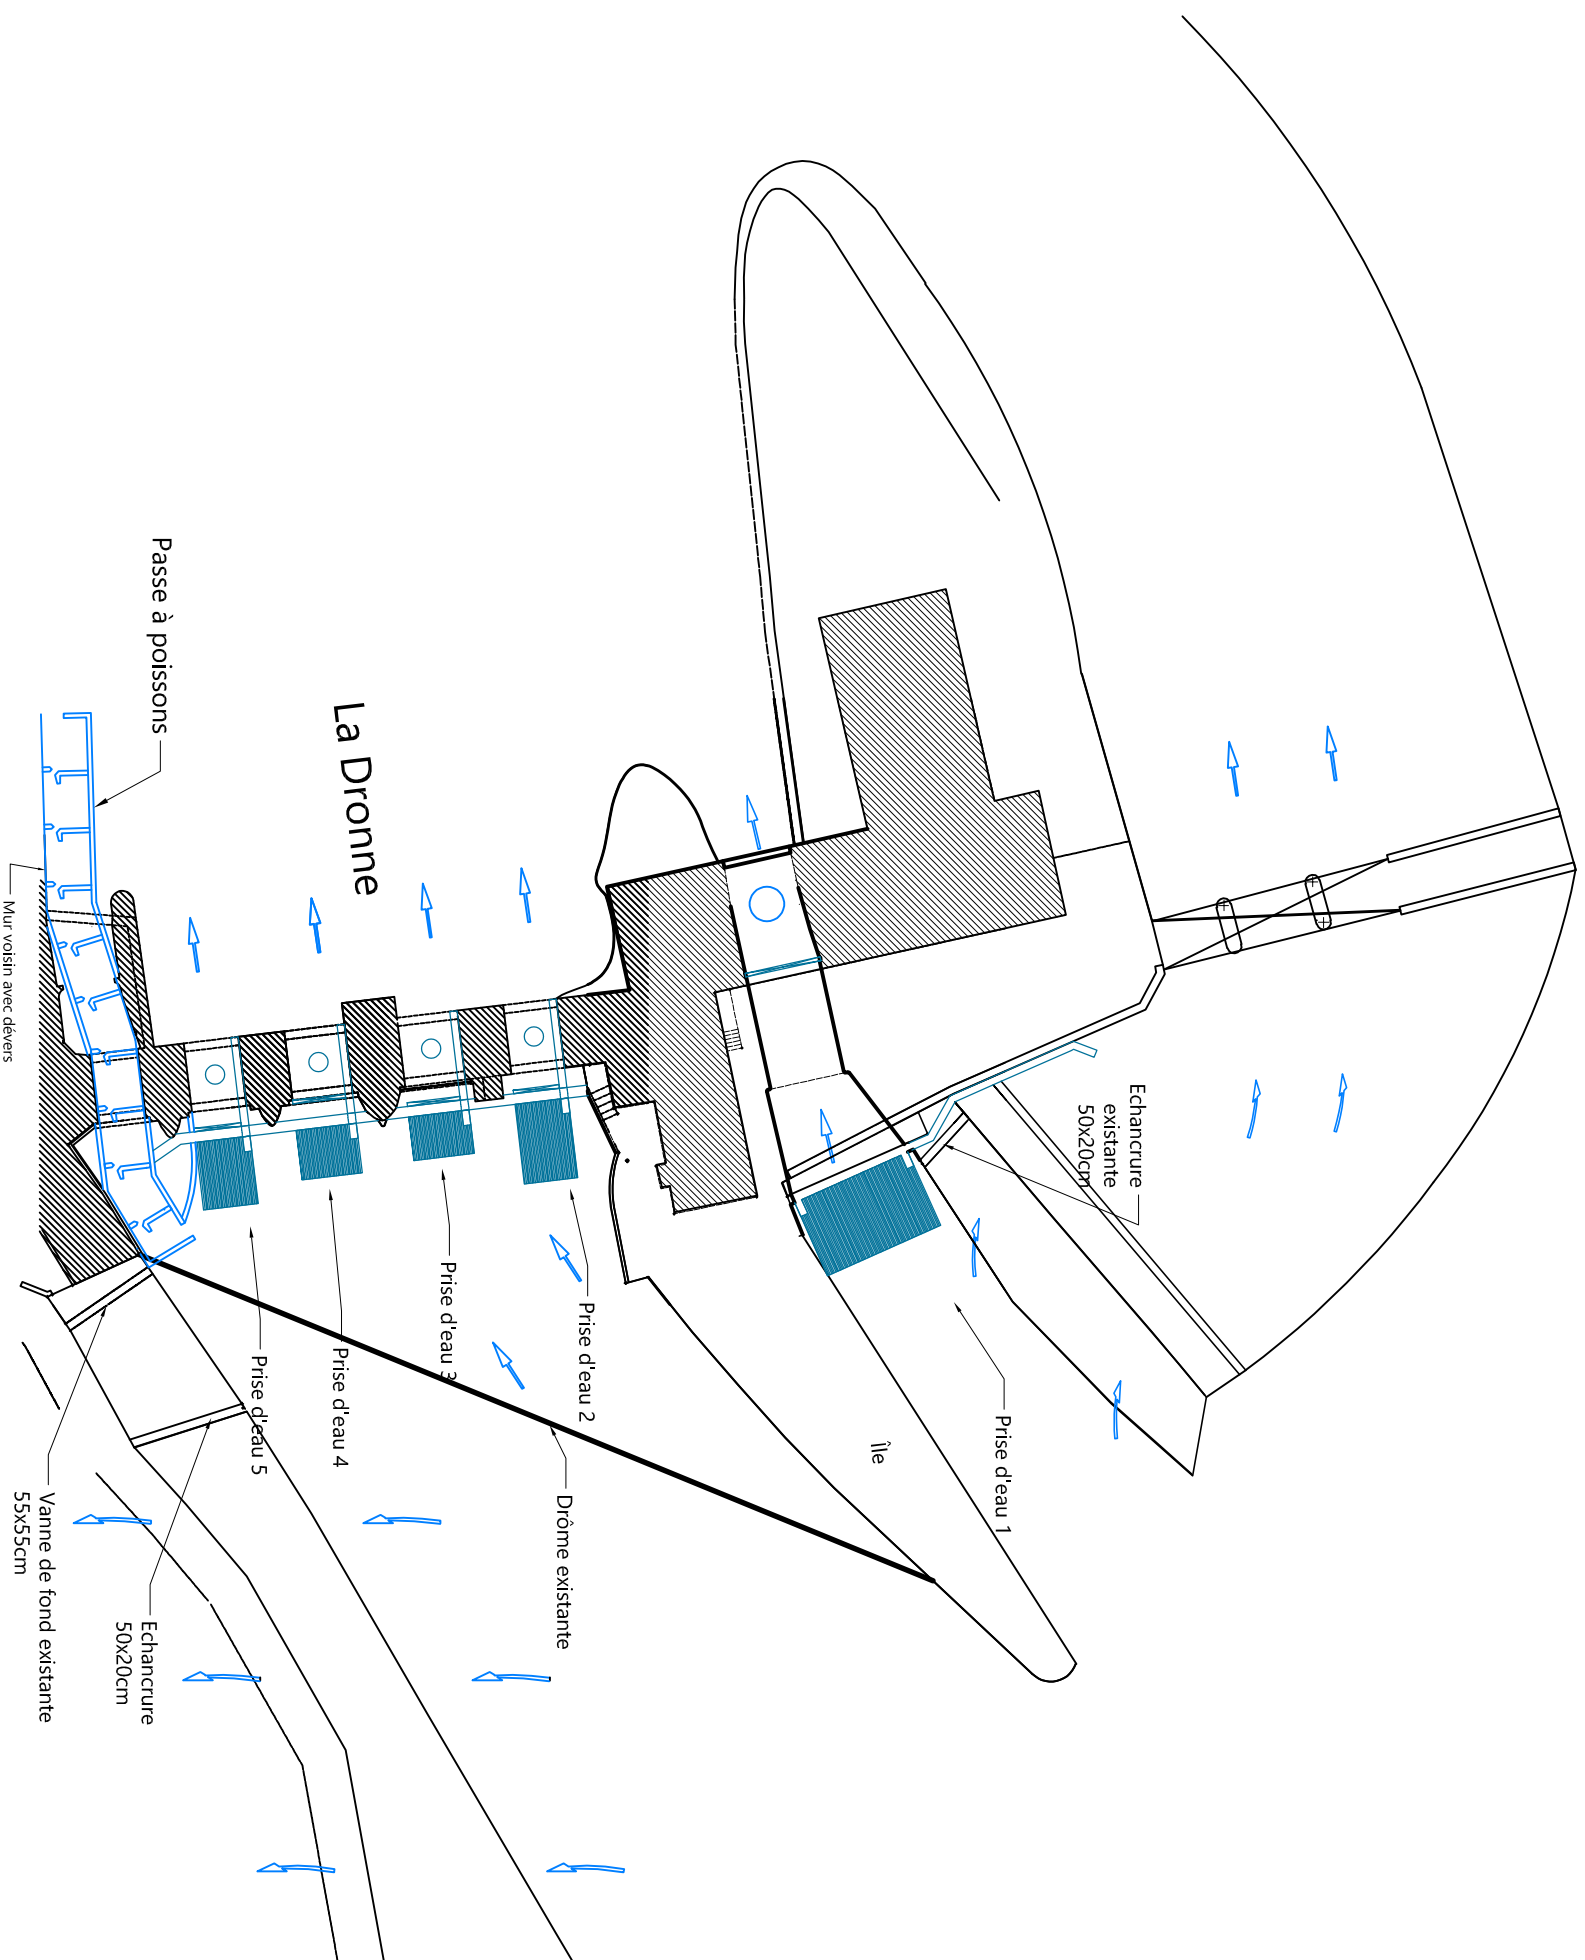 Echancrure
existante
50x20cm
Prise d'eau 1
Île
Prise d'eau 2
Drôme existante
Prise d'eau 3
La Dronne
Prise d'eau 4
Prise d'eau 5
Passe à poissons
Echancrure
50x20cm
Vanne de fond existante
55x55cm
Mur voisin avec dévers